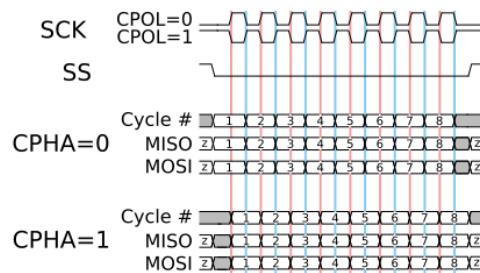 SCK CPOL=0
CPOL=1
SS
Cycle # 1 2 3 4 5 6 7 8
CPHA=0 MISO z 1 2 3 4 5 6 7 8 z
MOSI z 1 2 3 4 5 6 7 8 z
Cycle # 1 2 3 4 5 6 7 8
CPHA=1 MISO z 1 2 3 4 5 6 7 8 z
MOSI z 1 2 3 4 5 6 7 8 z